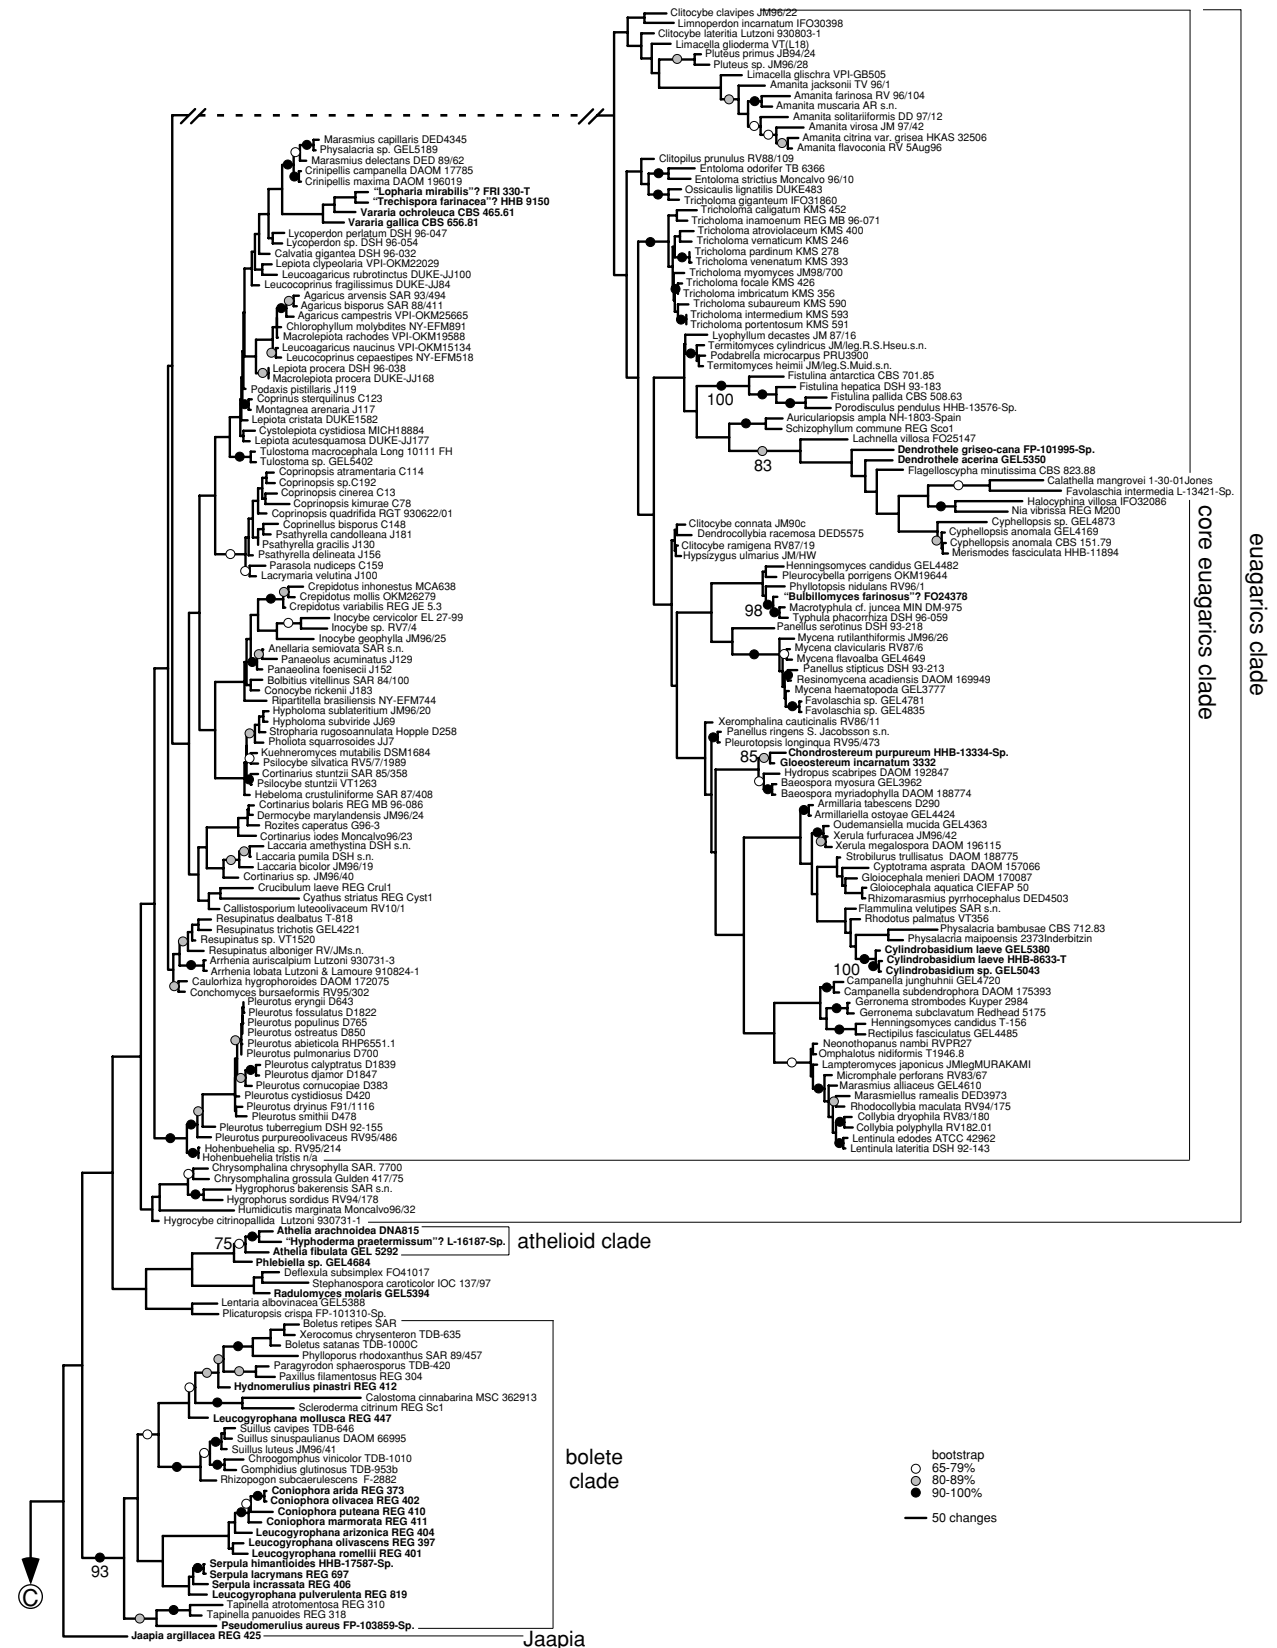 Marasmius capillaris DED4345
Physalacria sp. GEL5189
Marasmius delectans DED 89/62
Crinipellis campanella DAOM 17785
Crinipellis maxima DAOM 196019
“Lopharia mirabilis”? FRI 330-T
“Trechispora farinacea”? HHB 9150
Vararia ochroleuca CBS 465.61
Vararia gallica CBS 656.81
Lycoperdon perlatum DSH 96-047
Lycoperdon sp. DSH 96-054
Calvatia gigantea DSH 96-032
Lepiota clypeolaria VPI-OKM22029
Leucoagaricus rubrotinctus DUKE-JJ100
Leucocoprinus fragilissimus DUKE-JJ84
Agaricus arvensis SAR 93/494
Agaricus bisporus SAR 88/411
Agaricus campestris VPI-OKM25665
Chlorophyllum molybdites NY-EFM891
Macrolepiota rachodes VPI-OKM19588
Leucoagaricus naucinus VPI-OKM15134
Leucocoprinus cepaestipes NY-EFM518
Lepiota procera DSH 96-038
Macrolepiota procera DUKE-JJ168
Podaxis pistillaris J119
Coprinus sterquilinus C123
Montagnea arenaria J117
Lepiota cristata DUKE1582
Cystolepiota cystidiosa MICH18884
Lepiota acutesquamosa DUKE-JJ177
Tulostoma macrocephala Long 10111 FH
Tulostoma sp. GEL5402
Coprinopsis atramentaria C114
Coprinopsis sp.C192
Coprinopsis cinerea C13
Coprinopsis kimurae C78
Coprinopsis quadrifida RGT 930622/01
Coprinellus bisporus C148
Psathyrella candolleana J181
Psathyrella gracilis J130
Psathyrella delineata J156
Parasola nudiceps C159
Lacrymaria velutina J100
Crepidotus inhonestus MCA638
Crepidotus mollis OKM26279
Crepidotus variabilis REG JE 5.3
Inocybe cervicolor EL 27-99
Inocybe sp. RV7/4
Inocybe geophylla JM96/25
Anellaria semiovata SAR s.n.
Panaeolus acuminatus J129
Panaeolina foenisecii J152
Bolbitius vitellinus SAR 84/100
Conocybe rickenii J183
Ripartitella brasiliensis NY-EFM744
Hypholoma sublateritium JM96/20
Hypholoma subviride JJ69
Stropharia rugosoannulata Hopple D258
Pholiota squarrosoides JJ7
Kuehneromyces mutabilis DSM1684
Psilocybe silvatica RV5/7/1989
Cortinarius stuntzii SAR 85/358
Psilocybe stuntzii VT1263
Hebeloma crustuliniforme SAR 87/408
Cortinarius bolaris REG MB 96-086
Dermocybe marylandensis JM96/24
Rozites caperatus G96-3
Cortinarius iodes Moncalvo96/23
Laccaria amethystina DSH s.n.
Laccaria pumila DSH s.n.
Laccaria bicolor JM96/19
Cortinarius sp. JM96/40
Crucibulum laeve REG Crul1
Cyathus striatus REG Cyst1
Callistosporium luteoolivaceum RV10/1
Resupinatus dealbatus T-818
Resupinatus trichotis GEL4221
Resupinatus sp. VT1520
Resupinatus alboniger RV/JMs.n.
Arrhenia auriscalpium Lutzoni 930731-3
Arrhenia lobata Lutzoni & Lamoure 910824-1
Caulorhiza hygrophoroides DAOM 172075
Conchomyces bursaeformis RV95/302
Pleurotus eryngii D643
Pleurotus fossulatus D1822
Pleurotus populinus D765
Pleurotus ostreatus D850
Pleurotus abieticola RHP6551.1
Pleurotus pulmonarius D700
Pleurotus calyptratus D1839
Pleurotus djamor D1847
Pleurotus cornucopiae D383
Pleurotus cystidiosus D420
Pleurotus dryinus F91/1116
Pleurotus smithii D478
Pleurotus tuberregium DSH 92-155
Pleurotus purpureoolivaceus RV95/486
Hohenbuehelia sp. RV95/214
Hohenbuehelia tristis n/a
Chrysomphalina chrysophylla SAR. 7700
Chrysomphalina grossula Gulden 417/75
Hygrophorus bakerensis SAR s.n.
Hygrophorus sordidus RV94/178
Humidicutis marginata Moncalvo96/32
Hygrocybe citrinopallida Lutzoni 930731-1
Athelia arachnoidea DNA815
“Hyphoderma praetermissum”? L-16187-Sp.
Athelia fibulata GEL 5292
75
athelioid clade
Phlebiella sp. GEL4684
Deflexula subsimplex FO41017
Stephanospora caroticolor IOC 137/97
Radulomyces molaris GEL5394
Lentaria albovinacea GEL5388
Plicaturopsis crispa FP-101310-Sp.
Boletus retipes SAR
Xerocomus chrysenteron TDB-635
Boletus satanas TDB-1000C
Phylloporus rhodoxanthus SAR 89/457
Paragyrodon sphaerosporus TDB-420
Paxillus filamentosus REG 304
Hydnomerulius pinastri REG 412
Calostoma cinnabarina MSC 362913
Scleroderma citrinum REG Sc1
Leucogyrophana mollusca REG 447
Suillus cavipes TDB-646
Suillus sinuspaulianus DAOM 66995
Suillus luteus JM96/41
Chroogomphus vinicolor TDB-1010
Gomphidius glutinosus TDB-953b
Rhizopogon subcaerulescens F-2882
Coniophora arida REG 373
Coniophora olivacea REG 402
Coniophora puteana REG 410
Coniophora marmorata REG 411
Leucogyrophana arizonica REG 404
Leucogyrophana olivascens REG 397
Leucogyrophana romellii REG 401
Serpula himantioides HHB-17587-Sp.
Serpula lacrymans REG 697
Serpula incrassata REG 406
Leucogyrophana pulverulenta REG 819
Tapinella atrotomentosa REG 310
Tapinella panuoides REG 318
Pseudomerulius aureus FP-103859-Sp.
93
bolete
clade
Jaapia argillacea REG 425
Jaapia
C
Clitocybe clavipes JM96/22
Limnoperdon incarnatum IFO30398
Clitocybe lateritia Lutzoni 930803-1
Limacella glioderma VT(L18)
Pluteus primus JB94/24
Pluteus sp. JM96/28
Limacella glischra VPI-GB505
Amanita jacksonii TV 96/1
Amanita farinosa RV 96/104
Amanita muscaria AR s.n.
Amanita solitariiformis DD 97/12
Amanita virosa JM 97/42
Amanita citrina var. grisea HKAS 32506
Amanita flavoconia RV 5Aug96
Clitopilus prunulus RV88/109
Entoloma odorifer TB 6366
Entoloma strictius Moncalvo 96/10
Ossicaulis lignatilis DUKE483
Tricholoma giganteum IFO31860
Tricholoma caligatum KMS 452
Tricholoma inamoenum REG MB 96-071
Tricholoma atroviolaceum KMS 400
Tricholoma vernaticum KMS 246
Tricholoma pardinum KMS 278
Tricholoma venenatum KMS 393
Tricholoma myomyces JM98/700
Tricholoma focale KMS 426
Tricholoma imbricatum KMS 356
Tricholoma subaureum KMS 590
Tricholoma intermedium KMS 593
Tricholoma portentosum KMS 591
Lyophyllum decastes JM 87/16
Termitomyces cylindricus JM/leg.R.S.Hseu.s.n.
Podabrella microcarpus PRU3900
Termitomyces heimii JM/leg.S.Muid.s.n.
Fistulina antarctica CBS 701.85
Fistulina hepatica DSH 93-183
Fistulina pallida CBS 508.63
Porodisculus pendulus HHB-13576-Sp.
100
Auriculariopsis ampla NH-1803-Spain
Schizophyllum commune REG Sco1
Lachnella villosa FO25147
Dendrothele griseo-cana FP-101995-Sp.
Dendrothele acerina GEL5350
83
Flagelloscypha minutissima CBS 823.88
Calathella mangrovei 1-30-01Jones
Favolaschia intermedia L-13421-Sp.
Halocyphina villosa IFO32086
Nia vibrissa REG M200
Cyphellopsis sp. GEL4873
Cyphellopsis anomala GEL4169
Cyphellopsis anomala CBS 151.79
Merismodes fasciculata HHB-11894
Clitocybe connata JM90c
Dendrocollybia racemosa DED5575
Clitocybe ramigena RV87/19
Hypsizygus ulmarius JM/HW
Henningsomyces candidus GEL4482
Pleurocybella porrigens OKM19644
Phyllotopsis nidulans RV96/1
“Bulbillomyces farinosus”? FO24378
Macrotyphula cf. juncea MIN DM-975
98
Typhula phacorrhiza DSH 96-059
Panellus serotinus DSH 93-218
Mycena rutilanthiformis JM96/26
Mycena clavicularis RV87/6
Mycena flavoalba GEL4649
Panellus stipticus DSH 93-213
Resinomycena acadiensis DAOM 169949
Mycena haematopoda GEL3777
Favolaschia sp. GEL4781
Favolaschia sp. GEL4835
Xeromphalina cauticinalis RV86/11
Panellus ringens S. Jacobsson s.n.
Pleurotopsis longinqua RV95/473
85
Chondrostereum purpureum HHB-13334-Sp.
Gloeostereum incarnatum 3332
Hydropus scabripes DAOM 192847
Baeospora myosura GEL3962
Baeospora myriadophylla DAOM 188774
Armillaria tabescens D290
Armillariella ostoyae GEL4424
Oudemansiella mucida GEL4363
Xerula furfuracea JM96/42
Xerula megalospora DAOM 196115
Strobilurus trullisatus DAOM 188775
Cyptotrama asprata DAOM 157066
Gloiocephala menieri DAOM 170087
Gloiocephala aquatica CIEFAP 50
Rhizomarasmius pyrrhocephalus DED4503
Flammulina velutipes SAR s.n.
Rhodotus palmatus VT356
Physalacria bambusae CBS 712.83
Physalacria maipoensis 2373Inderbitzin
Cylindrobasidium laeve GEL5380
Cylindrobasidium laeve HHB-8633-T
Cylindrobasidium sp. GEL5043
100
Campanella junghuhnii GEL4720
Campanella subdendrophora DAOM 175393
Gerronema strombodes Kuyper 2984
Gerronema subclavatum Redhead 5175
Henningsomyces candidus T-156
Rectipilus fasciculatus GEL4485
Neonothopanus nambi RVPR27
Omphalotus nidiformis T1946.8
Lampteromyces japonicus JMlegMURAKAMI
Micromphale perforans RV83/67
Marasmius alliaceus GEL4610
Marasmiellus ramealis DED3973
Rhodocollybia maculata RV94/175
Collybia dryophila RV83/180
Collybia polyphylla RV182.01
Lentinula edodes ATCC 42962
Lentinula lateritia DSH 92-143
core euagarics clade
euagarics clade
bootstrap
65-79%
80-89%
90-100%
50 changes